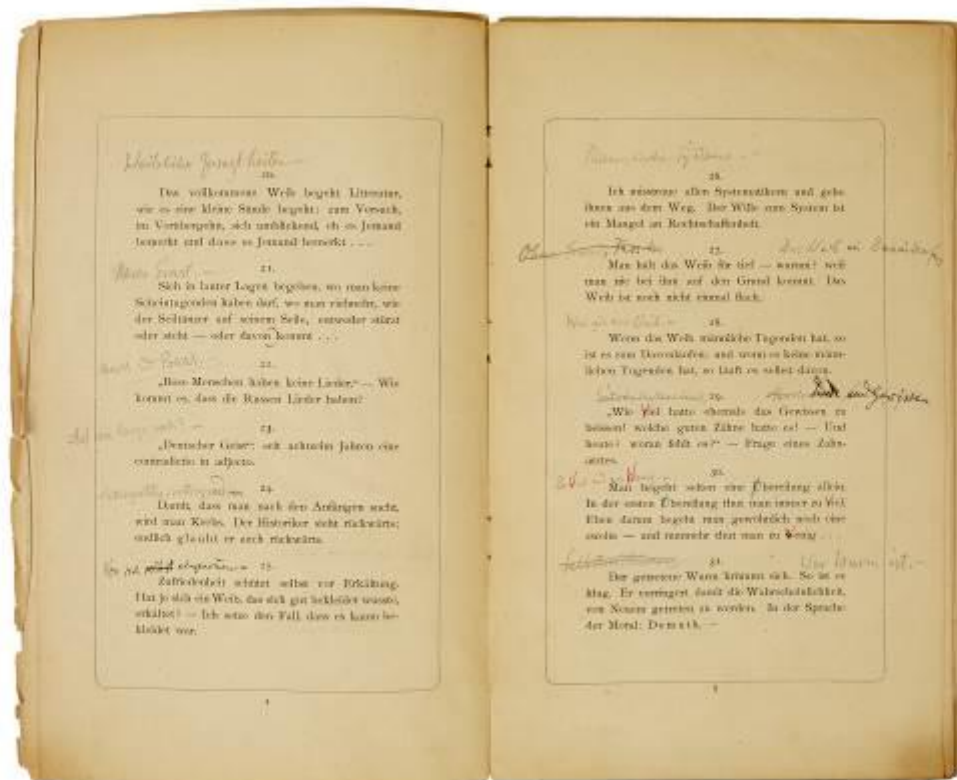 20.
Das vollkommene Weib begeht Litteratur,
wie es eine kleine Sünde begeht: zum Versuch,
im Vorübergehn, sich umblickend, ob es Jemand
bemerkt und dass es Jemand bemerkt . . .
21.
Sich in lauter Lagen begeben, wo man keine
Scheintugenden haben darf, wo man vielmehr, wie
der Seiltänzer auf seinem Seile, entweder stürzt
oder steht — oder davon kommt . . .
22.
„Böse Menschen haben keine Lieder.“ — Wie
kommt es, dass die Russen Lieder haben?
23.
„Deutscher Geist“: seit achtzehn Jahren eine
contradictio in adjecto.
24.
Damit, dass man nach den Anfängen sucht,
wird man Krebs. Der Historiker sieht rückwärts;
endlich glaubt er auch rückwärts.
25.
Zufriedenheit schützt selbst vor Erkältung.
Hat je sich ein Weib, das sich gut bekleidet wusste,
erkältet? — Ich setze den Fall, dass es kaum be-
kleidet war.
26.
Ich misstraue allen Systematikern und gehe
ihnen aus dem Weg. Der Wille zum System ist
ein Mangel an Rechtschaffenheit.
27.
Man hält das Weib für tief — warum? weil
man nie bei ihm auf den Grund kommt. Das
Weib ist noch nicht einmal flach.
28.
Wenn das Weib männliche Tugenden hat, so
ist es zum Davonlaufen; und wenn es keine männ-
lichen Tugenden hat, so läuft es selbst davon.
29. und Gewissen
„Wie viel hatte ehemals das Gewissen zu
beissen! welche guten Zähne hatte es! — Und
heute? woran fehlt es?“ — Frage eines Zahn-
arztes.
30.
Man begeht selten eine Übereilung allein.
In der ersten Übereilung thut man immer zu viel.
Eben darum begeht man gewöhnlich noch eine
zweite — und nunmehr thut man zu wenig . . .
31.
Der getretene Wurm krümmt sich. So ist es
klug. Er verringert damit die Wahrscheinlichkeit,
von Neuem getreten zu werden. In der Sprache
der Moral: Demuth. —